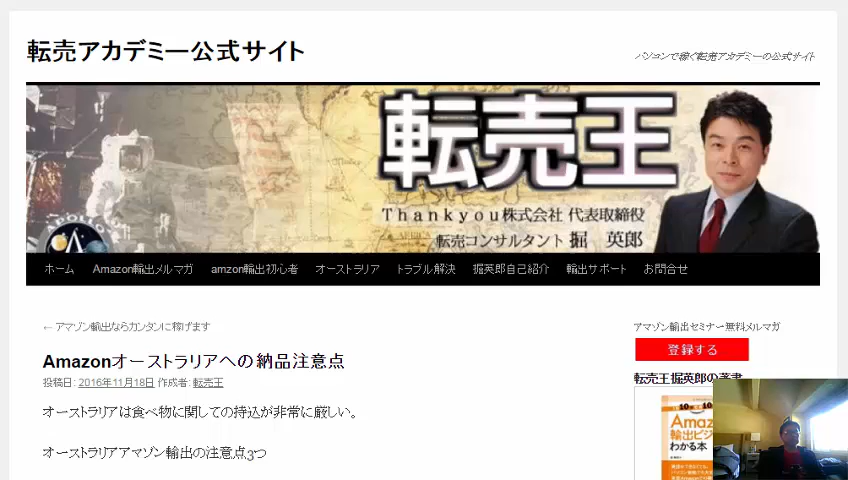 転売アカデミー公式サイト
パソコンで稼ぐ転売アカデミーの公式サイト
転売王
Ｔｈａｎｋｙｏｕ株式会社 代表取締役
転売コンサルタント 掘 英郎
APOLLO
ホーム Amazon輸出メルマガ amzon輸出初心者 オーストラリア トラブル解決 掘英郎自己紹介 輸出サポート お問合せ
← アマゾン輸出ならカンタンに稼げます
アマゾン輸出セミナー無料メルマガ
登録する
Amazonオーストラリアへの納品注意点
投稿日: 2016年11月18日 作成者: 転売王
転売王掘英郎の著書
オーストラリアは食べ物に関しての持込が非常に厳しい。
オーストラリアアマゾン輸出の注意点3つ
Amaz
輸出ビジ
わかる本